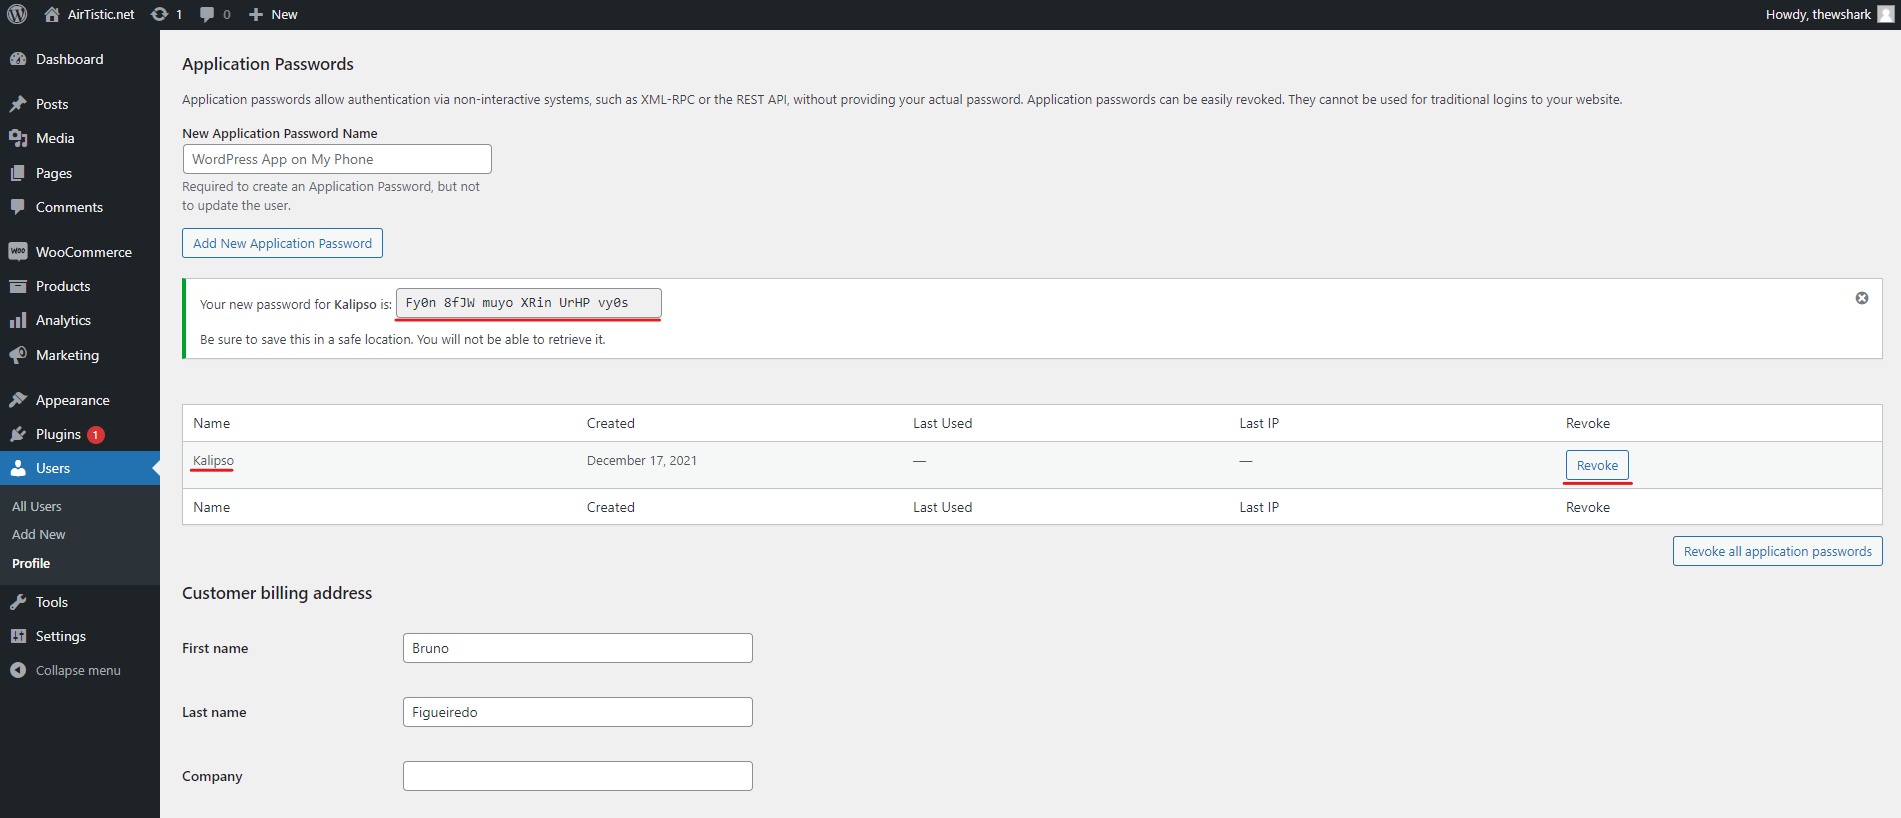 AirTistic.net
1
0
New
Howdy, thewshark
Dashboard
Posts
Media
Pages
Comments
WooCommerce
Products
Analytics
Marketing
Appearance
Plugins 1
Users
All Users
Add New
Profile
Tools
Settings
Collapse menu
Application Passwords
Application passwords allow authentication via non-interactive systems, such as XML-RPC or the REST API, without providing your actual password. Application passwords can be easily revoked. They cannot be used for traditional logins to your website.
New Application Password Name
WordPress App on My Phone
Required to create an Application Password, but not
to update the user.
Add New Application Password
Your new password for Kalipso is: Fy0n 8fJW muyo XRin UrHP vy0s
Be sure to save this in a safe location. You will not be able to retrieve it.
Name Created Last Used Last IP Revoke
Kalipso December 17, 2021 — — Revoke
Name Created Last Used Last IP Revoke
Revoke all application passwords
Customer billing address
First name Bruno
Last name Figueiredo
Company